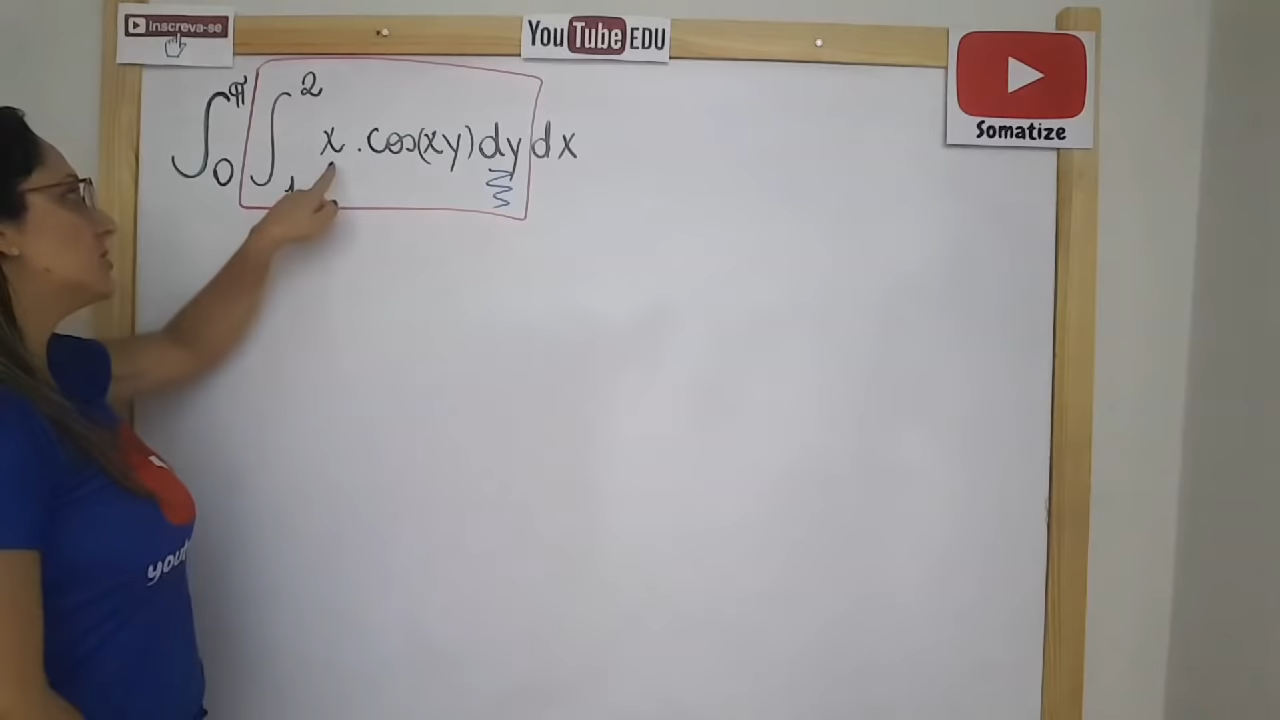 Inscreva-se
YouTube EDU
Somatize
∫₀^π ∫₁² x . cos(xy) dy dx